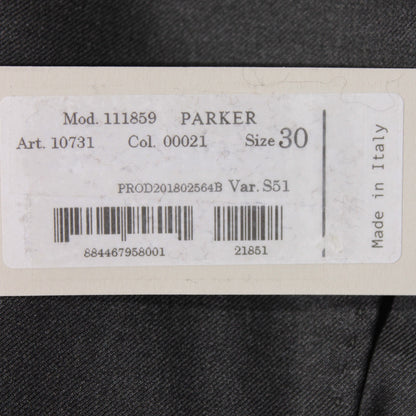 Mod. 111859 PARKER
Art. 10731 Col. 00021 Size 30
PROD201802564B Var. S51
884467958001 21851
Made in Italy